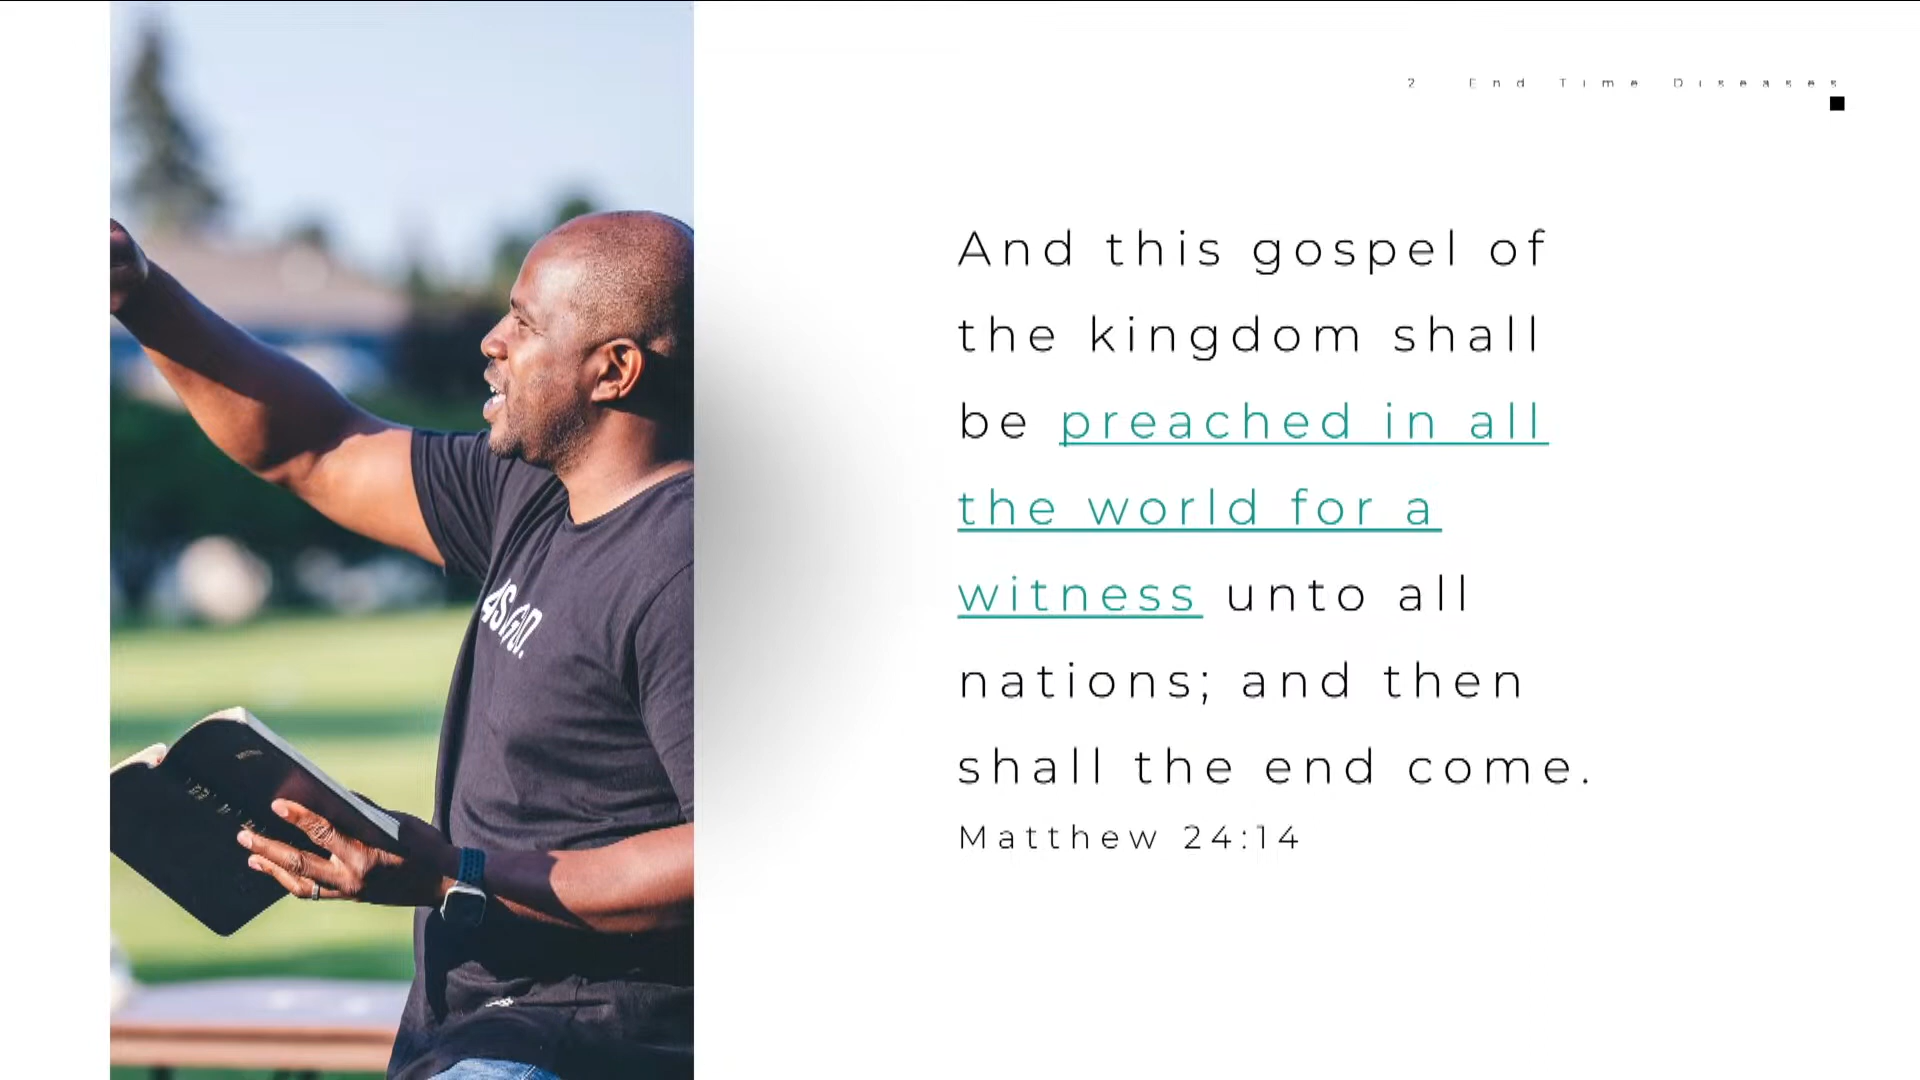 2 End Time Diseases
And this gospel of
the kingdom shall
be preached in all
the world for a
witness unto all
nations; and then
shall the end come.
Matthew 24:14